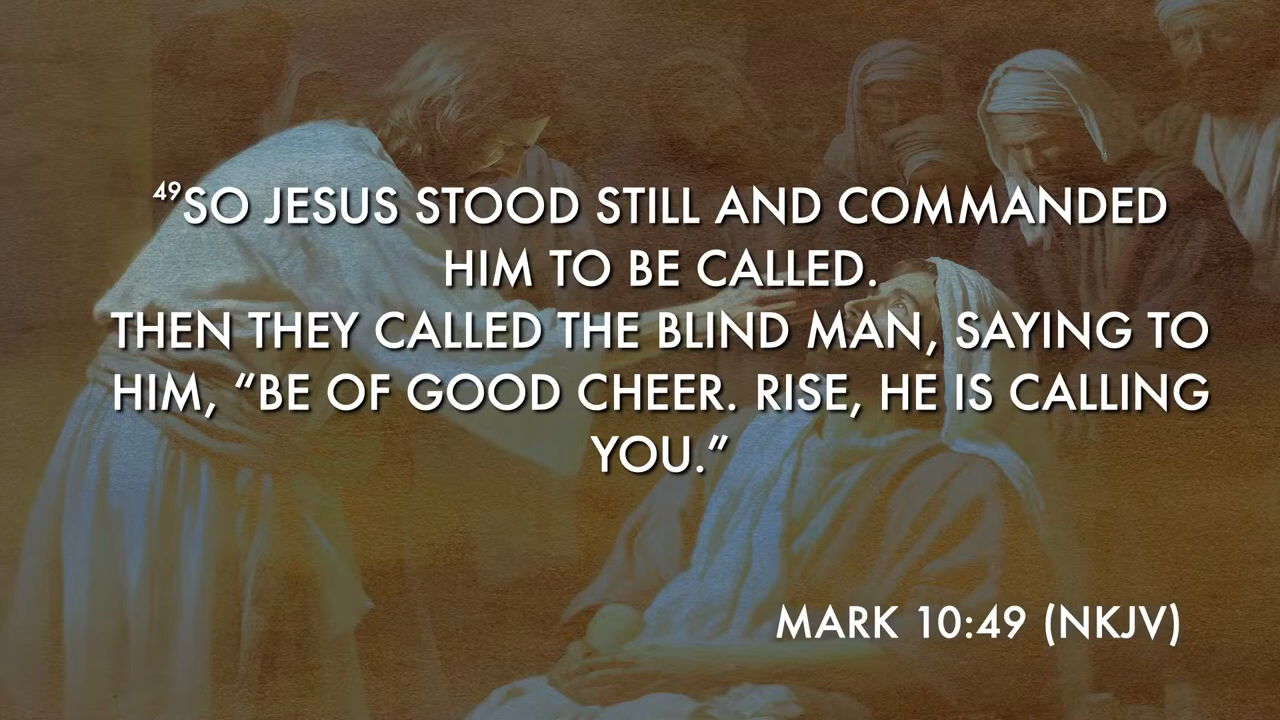 ⁴⁹SO JESUS STOOD STILL AND COMMANDED
HIM TO BE CALLED.
THEN THEY CALLED THE BLIND MAN, SAYING TO
HIM, “BE OF GOOD CHEER. RISE, HE IS CALLING
YOU.”
MARK 10:49 (NKJV)